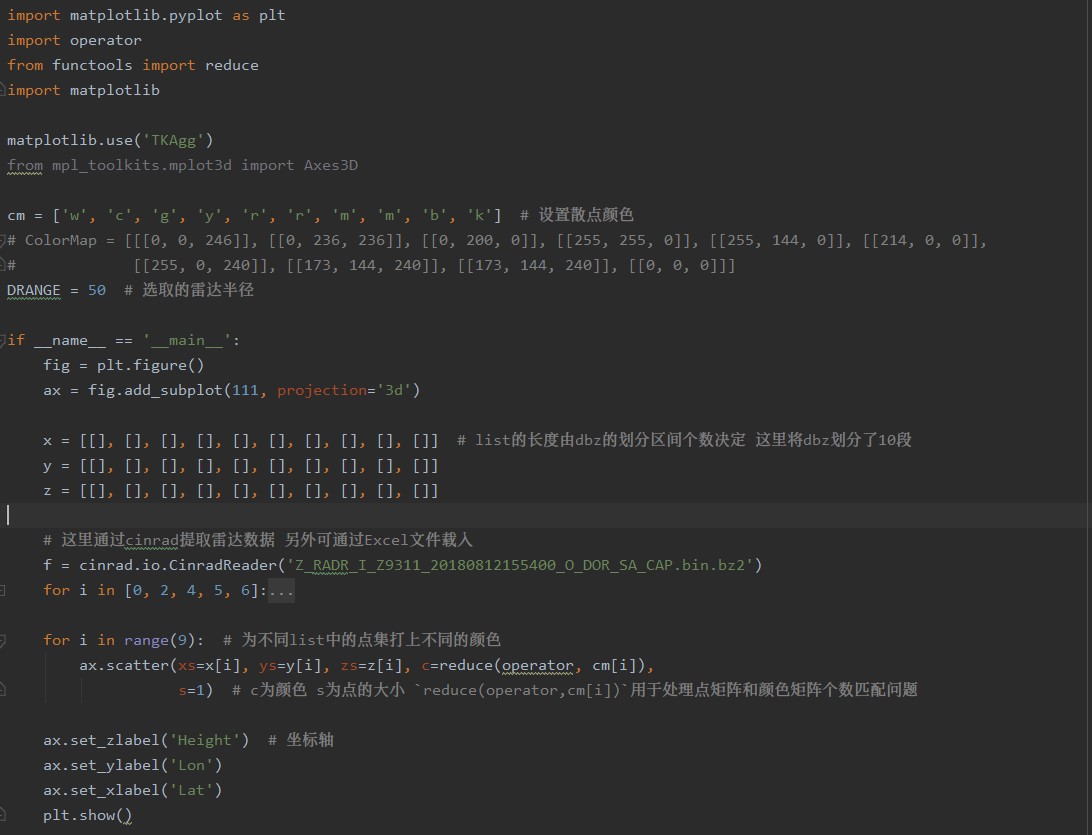 import matplotlib.pyplot as plt
import operator
from functools import reduce
import matplotlib
matplotlib.use('TKAgg')
from mpl_toolkits.mplot3d import Axes3D
cm = ['w', 'c', 'g', 'y', 'r', 'r', 'm', 'm', 'b', 'k']  # 设置散点颜色
# ColorMap = [[[0, 0, 246]], [[0, 236, 236]], [[0, 200, 0]], [[255, 255, 0]], [[255, 144, 0]], [[214, 0, 0]],
#             [[255, 0, 240]], [[173, 144, 240]], [[173, 144, 240]], [[0, 0, 0]]]
DRANGE = 50  # 选取的雷达半径
if __name__ == '__main__':
    fig = plt.figure()
    ax = fig.add_subplot(111, projection='3d')
    x = [[], [], [], [], [], [], [], [], [], []]  # list的长度由dbz的划分区间个数决定 这里将dbz划分了10段
    y = [[], [], [], [], [], [], [], [], [], []]
    z = [[], [], [], [], [], [], [], [], [], []]
    # 这里通过cinrad提取雷达数据 另外可通过Excel文件载入
    f = cinrad.io.CinradReader('Z_RADR_I_Z9311_20180812155400_O_DOR_SA_CAP.bin.bz2')
    for i in [0, 2, 4, 5, 6]:...
    for i in range(9):  # 为不同list中的点集打上不同的颜色
        ax.scatter(xs=x[i], ys=y[i], zs=z[i], c=reduce(operator, cm[i]),
                   s=1)  # c为颜色 s为点的大小 `reduce(operator,cm[i])`用于处理点矩阵和颜色矩阵个数匹配问题
    ax.set_zlabel('Height')  # 坐标轴
    ax.set_ylabel('Lon')
    ax.set_xlabel('Lat')
    plt.show()